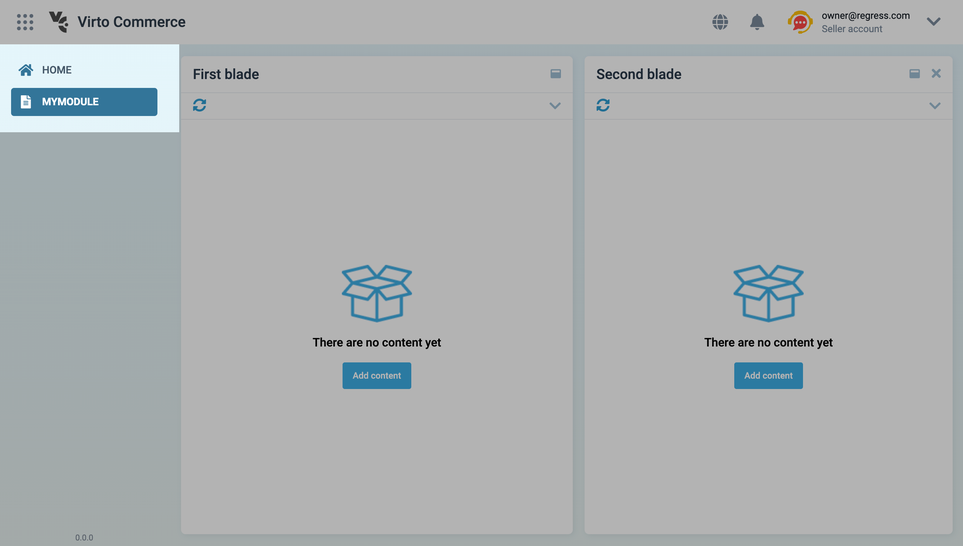 Virto Commerce
owner@regress.com
Seller account
HOME
MYMODULE
First blade
Second blade
There are no content yet
Add content
There are no content yet
Add content
0.0.0